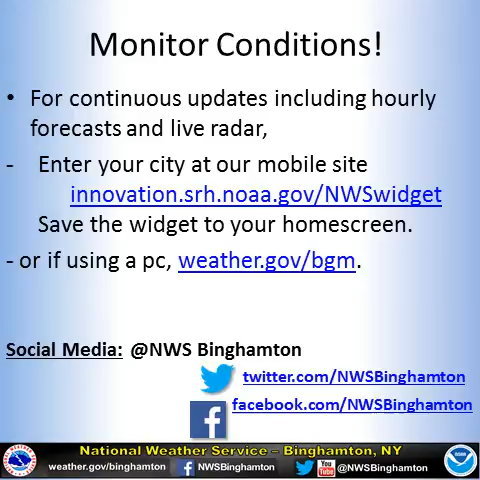 Monitor Conditions!
• For continuous updates including hourly
forecasts and live radar,
- Enter your city at our mobile site
innovation.srh.noaa.gov/NWSwidget
Save the widget to your homescreen.
- or if using a pc, weather.gov/bgm.
Social Media: @NWS Binghamton
twitter.com/NWSBinghamton
facebook.com/NWSBinghamton
National Weather Service – Binghamton, NY
weather.gov/binghamton NWSBinghamton You Tube @NWSBinghamton